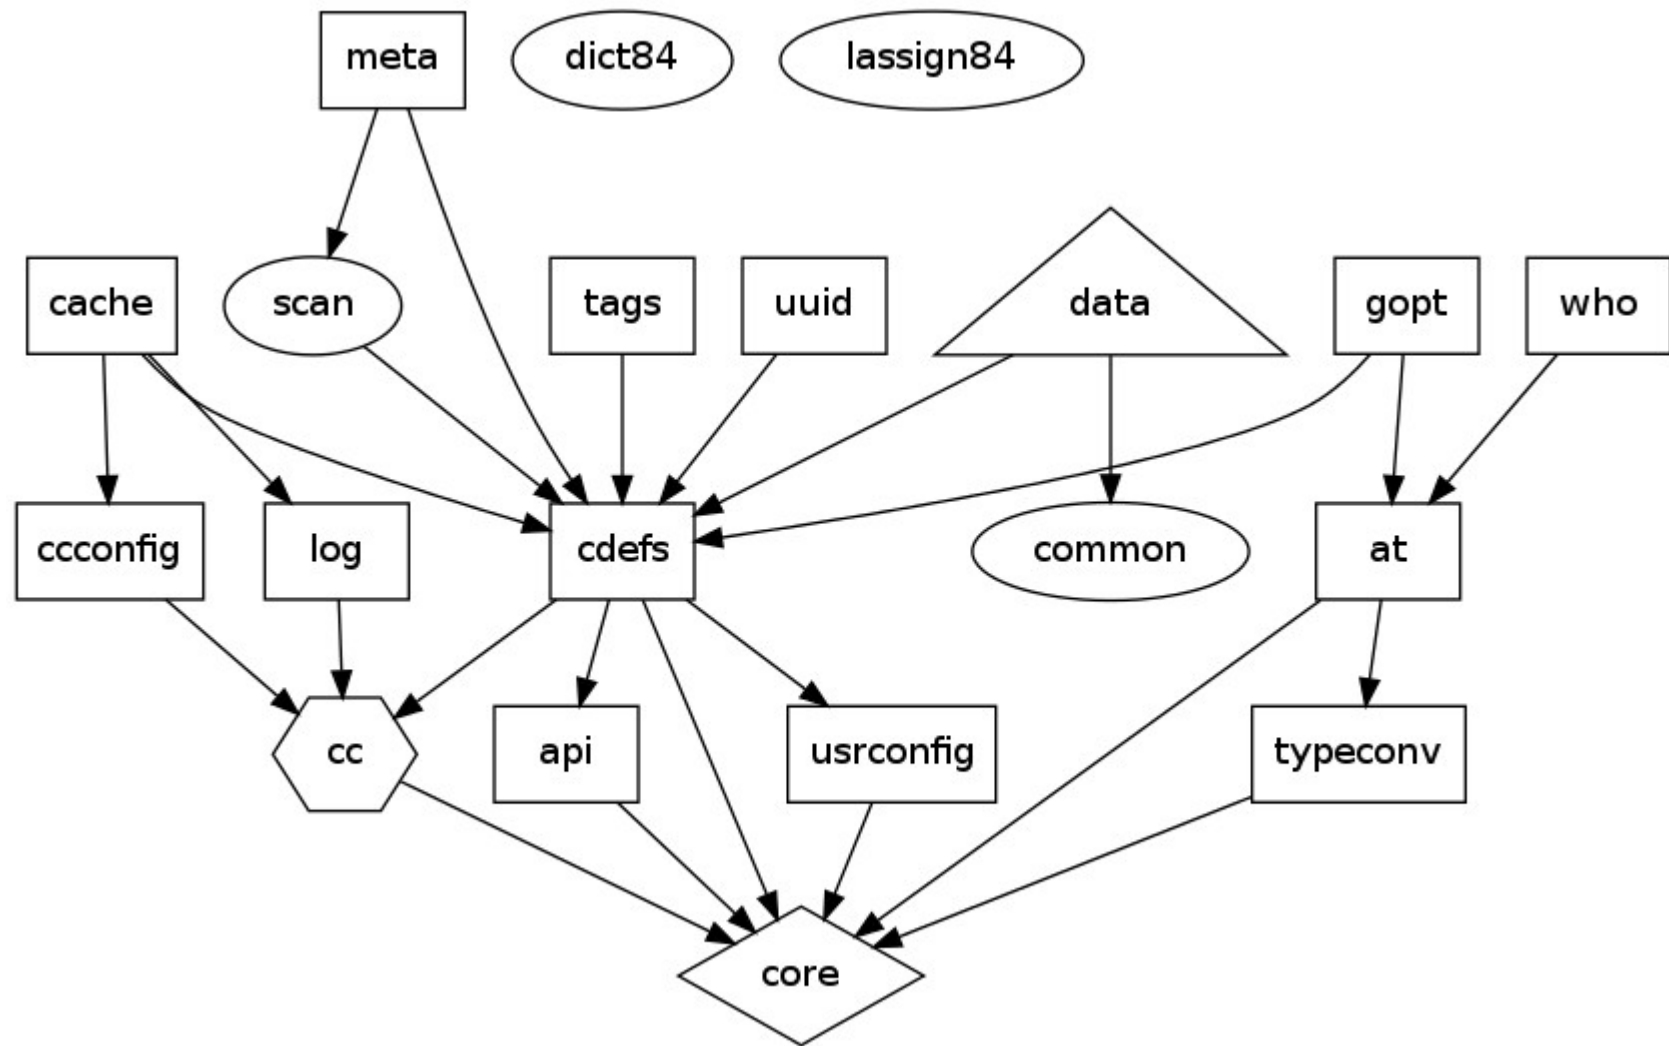 meta
dict84
lassign84
cache
scan
tags
uuid
data
gopt
who
ccconfig
log
cdefs
common
at
cc
api
usrconfig
typeconv
core